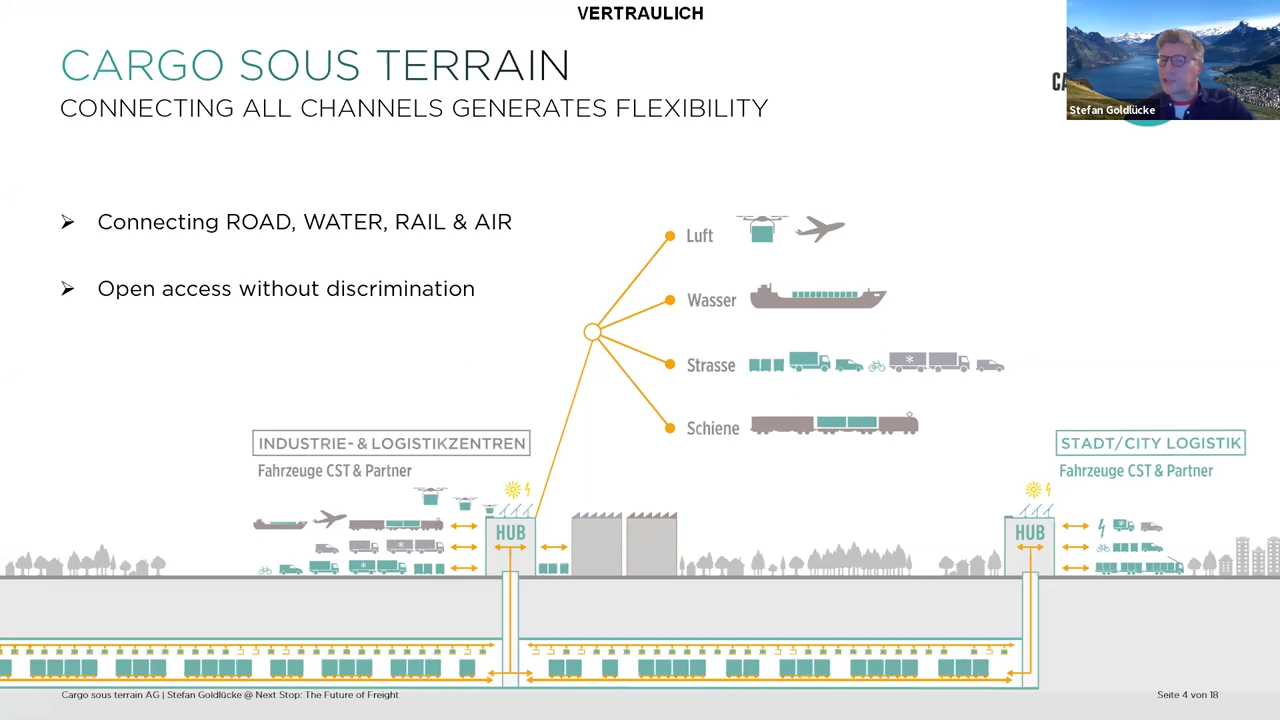 VERTRAULICH
CARGO SOUS TERRAIN
CONNECTING ALL CHANNELS GENERATES FLEXIBILITY
CA
Stefan Goldlücke
➢ Connecting ROAD, WATER, RAIL & AIR
➢ Open access without discrimination
Luft
Wasser
Strasse
Schiene
INDUSTRIE- & LOGISTIKZENTREN
Fahrzeuge CST & Partner
STADT/CITY LOGISTIK
Fahrzeuge CST & Partner
HUB
HUB
Cargo sous terrain AG | Stefan Goldlücke @ Next Stop: The Future of Freight
Seite 4 von 18